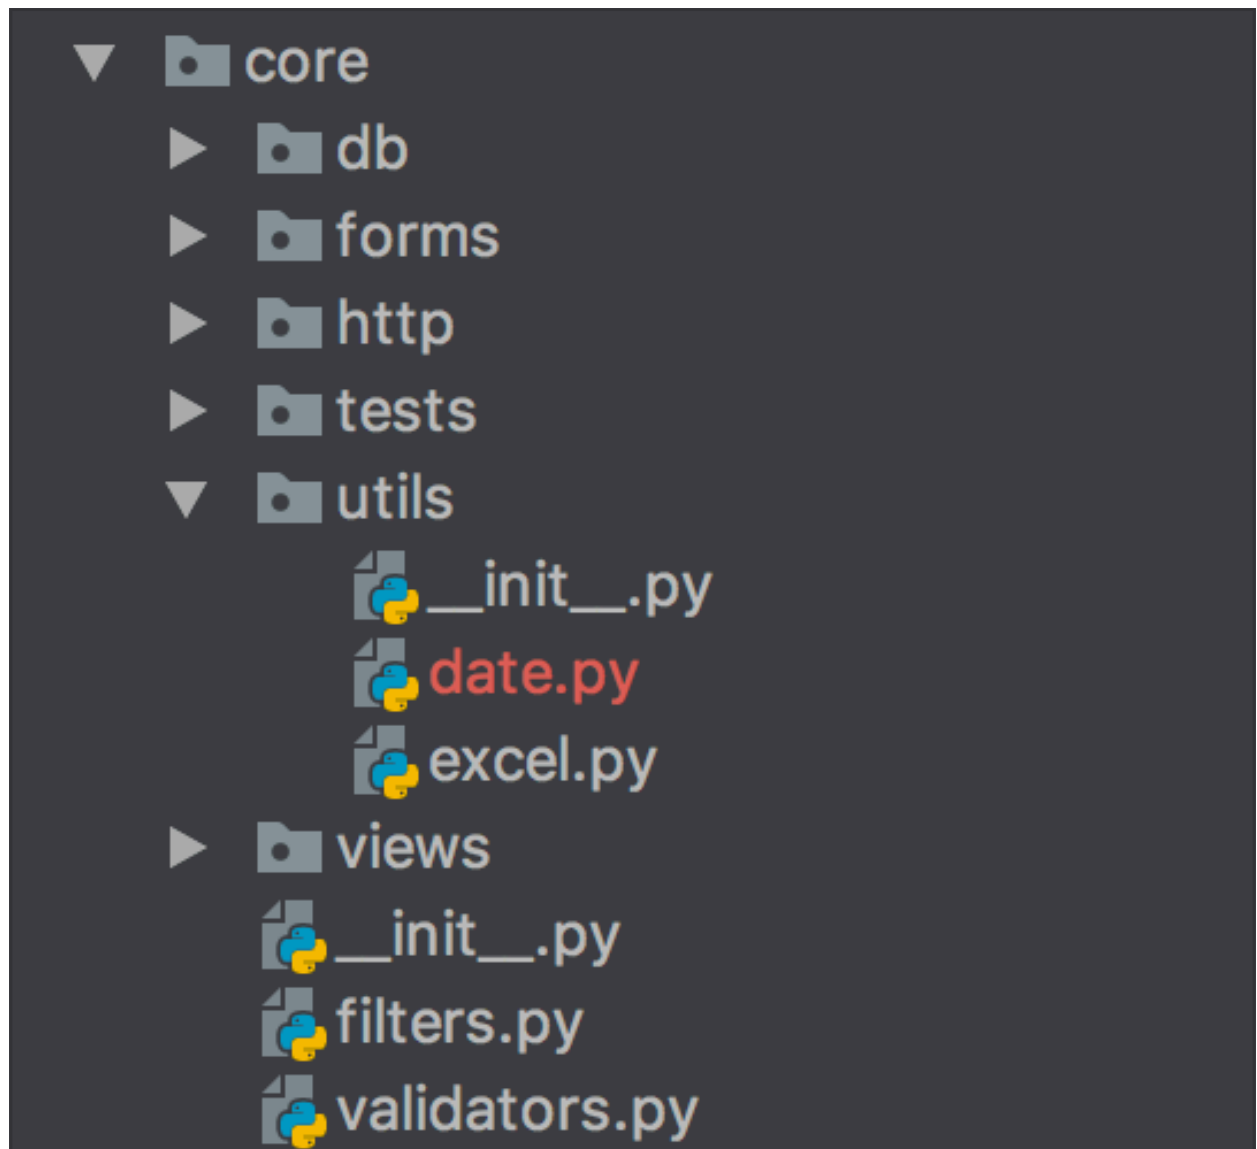 core
db
forms
http
tests
utils
__init__.py
date.py
excel.py
views
__init__.py
filters.py
validators.py